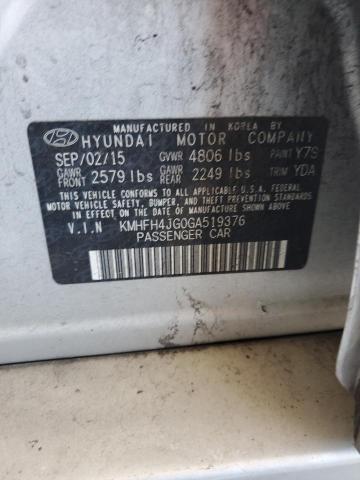 MANUFACTURED IN KOREA BY
HYUNDAI MOTOR COMPANY
SEP/02/15 GVWR 4806 lbs PAINT Y7S
GAWR FRONT 2579 lbs GAWR REAR 2249 lbs TRIM YDA
THIS VEHICLE CONFORMS TO ALL APPLICABLE U.S.A. FEDERAL
MOTOR VEHICLE SAFETY, BUMPER, AND THEFT PREVENTION STANDARDS
IN EFFECT ON THE DATE OF MANUFACTURE SHOWN ABOVE.
V.I.N KMHFH4JG0GA519376
PASSENGER CAR